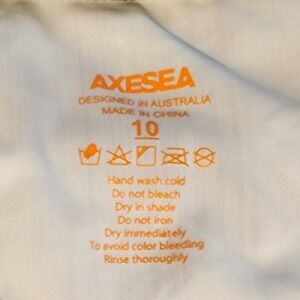 AXESEA
DESIGNED IN AUSTRALIA
MADE IN CHINA
10
Hand wash cold
Do not bleach
Dry in shade
Do not iron
Dry immediately
To avoid color bleeding
Rinse thoroughly